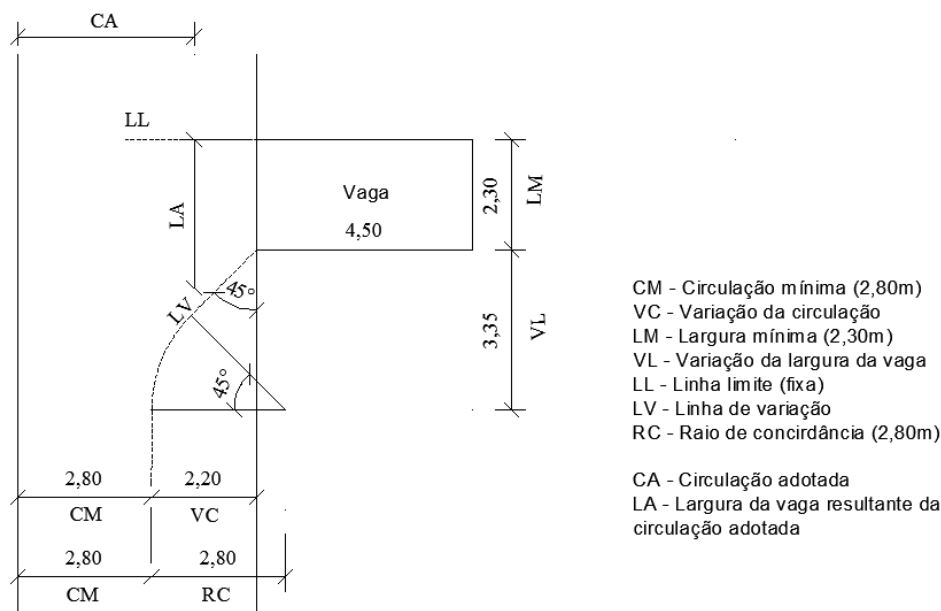 CA
LL
LA
Vaga
4,50
2,30
LM
45°
LV
3,35
VL
45°
2,80
2,20
CM
VC
2,80
2,80
CM
RC
CM - Circulação mínima (2,80m)
VC - Variação da circulação
LM - Largura mínima (2,30m)
VL - Variação da largura da vaga
LL - Linha limite (fixa)
LV - Linha de variação
RC - Raio de concirdância (2,80m)
CA - Circulação adotada
LA - Largura da vaga resultante da
circulação adotada